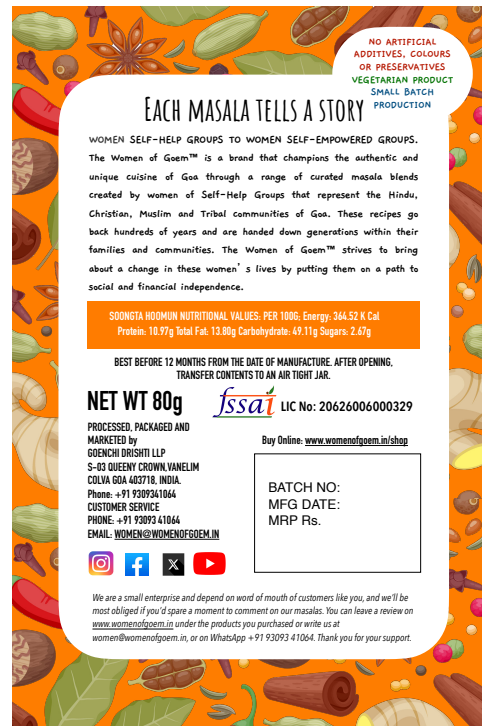 NO ARTIFICIAL
ADDITIVES, COLOURS
OR PRESERVATIVES
VEGETARIAN PRODUCT
SMALL BATCH
PRODUCTION
EACH MASALA TELLS A STORY
WOMEN SELF-HELP GROUPS TO WOMEN SELF-EMPOWERED GROUPS.
The Women of Goem™ is a brand that champions the authentic and
unique cuisine of Goa through a range of curated masala blends
created by women of Self-Help Groups that represent the Hindu,
Christian, Muslim and Tribal communities of Goa. These recipes go
back hundreds of years and are handed down generations within their
families and communities. The Women of Goem™ strives to bring
about a change in these women's lives by putting them on a path to
social and financial independence.
SOONGTA HOOMUN NUTRITIONAL VALUES: PER 100G; Energy: 364.52 K Cal
Protein: 10.97g Total Fat: 13.80g Carbohydrate: 49.11g Sugars: 2.67g
BEST BEFORE 12 MONTHS FROM THE DATE OF MANUFACTURE. AFTER OPENING,
TRANSFER CONTENTS TO AN AIR TIGHT JAR.
NET WT 80g
fssai LIC No: 20626006000329
PROCESSED, PACKAGED AND
MARKETED by
GOENCHI DRISHTI LLP
S-03 QUEENY CROWN,VANELIM
COLVA GOA 403718, INDIA.
Phone: +91 9309341064
CUSTOMER SERVICE
PHONE: +91 93093 41064
EMAIL: WOMEN@WOMENOFGOEM.IN
Buy Online: www.womenofgoem.in/shop
BATCH NO:
MFG DATE:
MRP Rs.
We are a small enterprise and depend on word of mouth of customers like you, and we'll be
most obliged if you'd spare a moment to comment on our masalas. You can leave a review on
www.womenofgoem.in under the products you purchased or write us at
women@womenofgoem.in, or on WhatsApp +91 93093 41064. Thank you for your support.